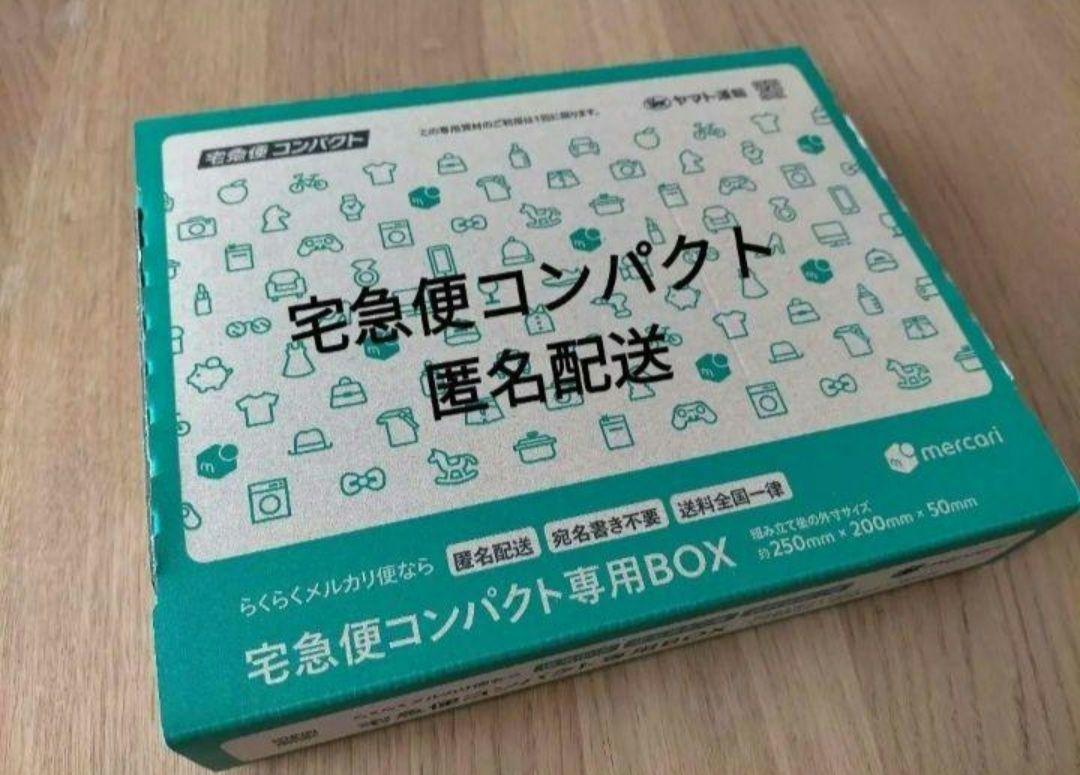 宅急便 コンパクト
この専用資材のご利用は1回に限ります。
ヤマト運輸
宅急便コンパクト
匿名配送
mercari
らくらくメルカリ便なら 匿名配送 宛名書き不要 送料全国一律
宅急便コンパクト専用BOX
組み立て後の外寸サイズ
約250mm×200mm×50mm